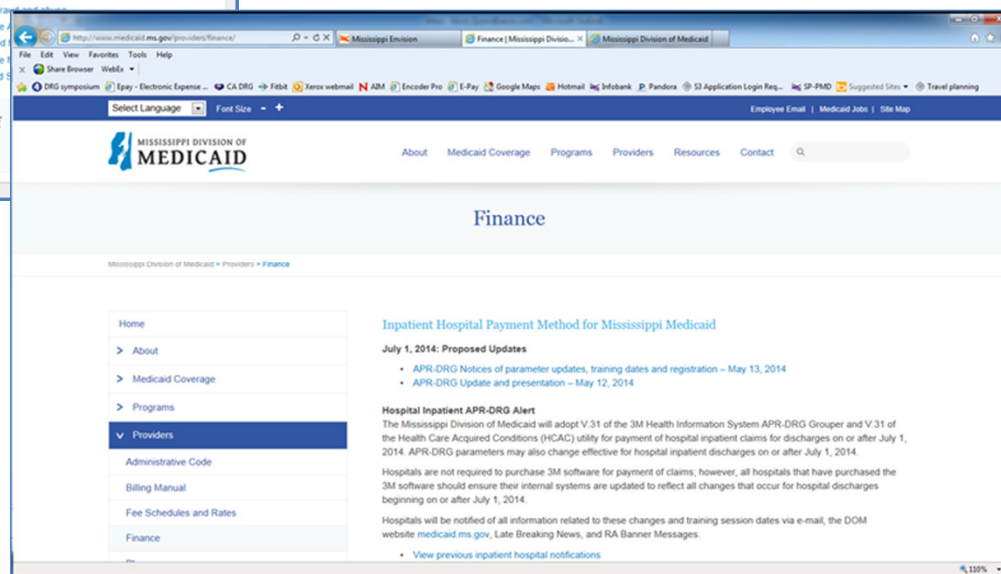 raud and abuse
http://www.medicaid.ms.gov/providers/finance/
Mississippi Envision
Finance | Mississippi Divisio...
Mississippi Division of Medicaid
File Edit View Favorites Tools Help
x Share Browser WebEx
DRG symposium Epay - Electronic Expense ... CA DRG Fitbit Xerox webmail AIM Encoder Pro E-Pay Google Maps Hotmail Infobank Pandora S3 Application Login Req... SP-PMD Suggested Sites Travel planning
Select Language Font Size - +
Employee Email | Medicaid Jobs | Site Map
MISSISSIPPI DIVISION OF
MEDICAID
About Medicaid Coverage Programs Providers Resources Contact
Finance
Mississippi Division of Medicaid » Providers » Finance
Home
> About
> Medicaid Coverage
> Programs
v Providers
Administrative Code
Billing Manual
Fee Schedules and Rates
Finance
Inpatient Hospital Payment Method for Mississippi Medicaid
July 1, 2014: Proposed Updates
• APR-DRG Notices of parameter updates, training dates and registration – May 13, 2014
• APR-DRG Update and presentation – May 12, 2014
Hospital Inpatient APR-DRG Alert
The Mississippi Division of Medicaid will adopt V.31 of the 3M Health Information System APR-DRG Grouper and V.31 of
the Health Care Acquired Conditions (HCAC) utility for payment of hospital inpatient claims for discharges on or after July 1,
2014. APR-DRG parameters may also change effective for hospital inpatient discharges on or after July 1, 2014.
Hospitals are not required to purchase 3M software for payment of claims; however, all hospitals that have purchased the
3M software should ensure their internal systems are updated to reflect all changes that occur for hospital discharges
beginning on or after July 1, 2014.
Hospitals will be notified of all information related to these changes and training session dates via e-mail, the DOM
website medicaid.ms.gov, Late Breaking News, and RA Banner Messages.
• View previous inpatient hospital notifications
110%